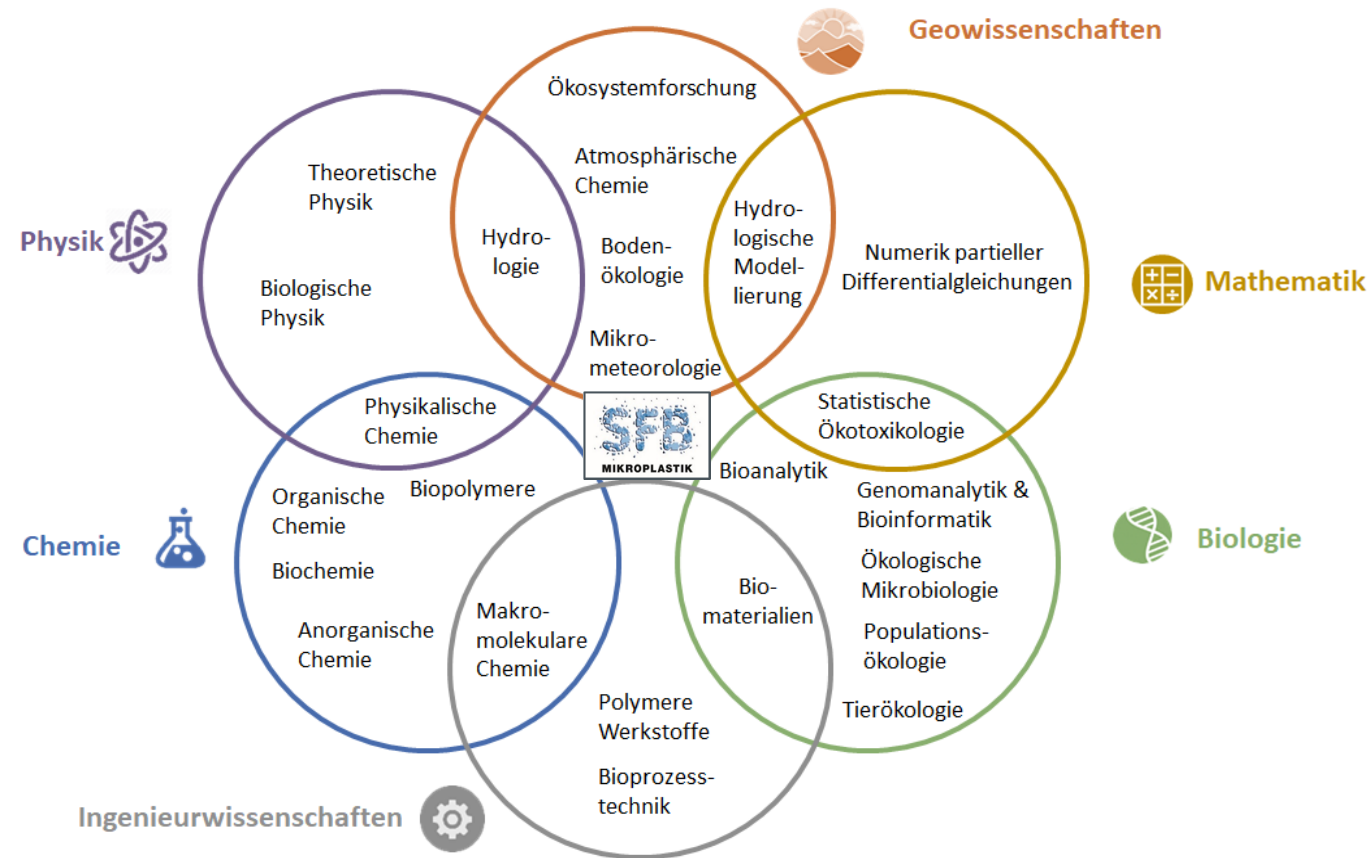 Geowissenschaften
Ökosystemforschung
Atmosphärische
Chemie
Theoretische
Physik
Physik
Hydro-
logie
Boden-
ökologie
Hydro-
logische
Model-
lierung
Numerik partieller
Differentialgleichungen
Mathematik
Biologische
Physik
Mikro-
meteorologie
Physikalische
Chemie
SFB
MIKROPLASTIK
Statistische
Ökotoxikologie
Bioanalytik
Organische
Chemie
Biopolymere
Genomanalytik &
Bioinformatik
Chemie
Biologie
Biochemie
Ökologische
Mikrobiologie
Bio-
materialien
Makro-
molekulare
Chemie
Anorganische
Chemie
Populations-
ökologie
Tierökologie
Polymere
Werkstoffe
Bioprozess-
technik
Ingenieurwissenschaften